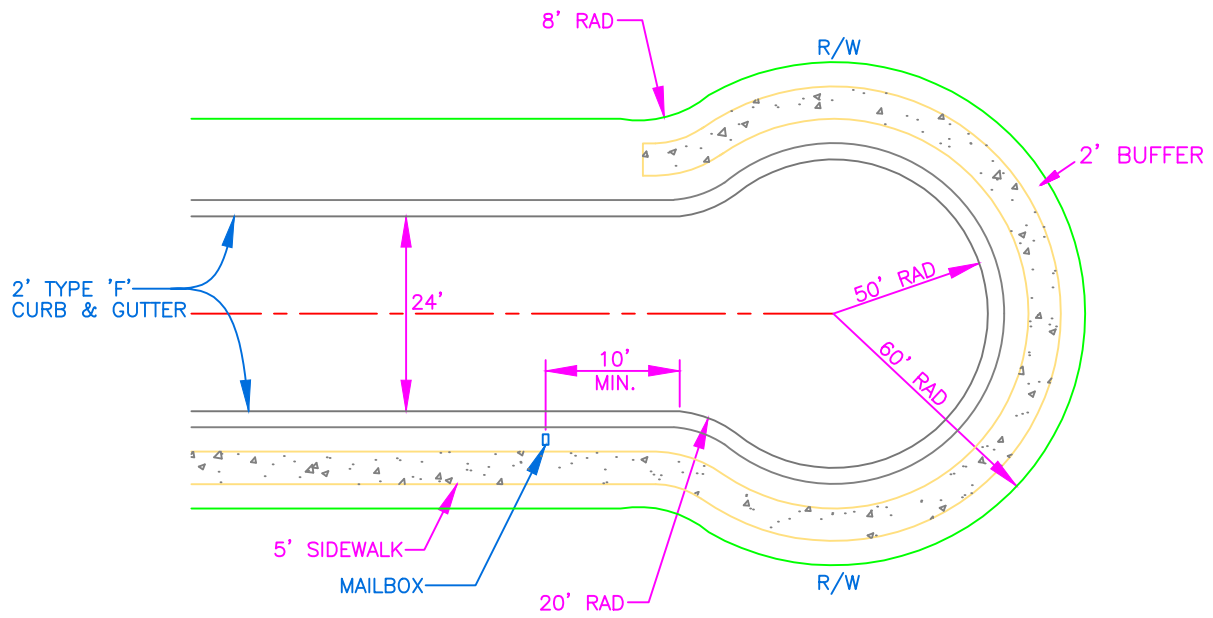 8' RAD
R/W
2' BUFFER
50' RAD
2' TYPE 'F'
CURB & GUTTER
24'
60' RAD
10'
MIN.
5' SIDEWALK
MAILBOX
20' RAD
R/W